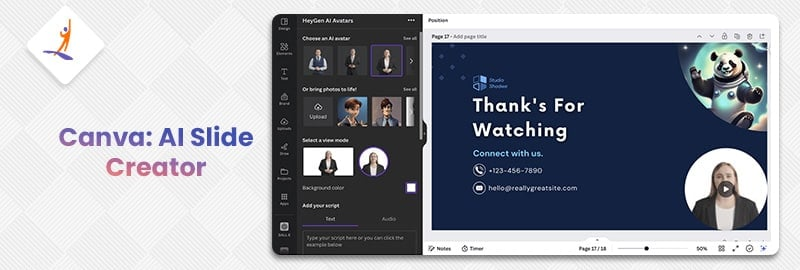 Canva: AI Slide
Creator
Design
Elements
Text
Brand
Uploads
Draw
Projects
Apps
HeyGen AI Avatars
Choose an AI avatar
See all
Or bring photos to life!
See all
Upload
Select a view mode
Background color
Add your script
Text
Audio
Type your script here or you can click the
example below
Position
Page 17 - Add page title
Studio
Shodwe
Thank's For
Watching
Connect with us.
+123-456-7890
hello@reallygreatsite.com
Notes
Timer
Page 17 / 18
50%